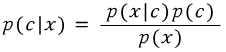 p(c|x) = p(x|c)p(c) / p(x)